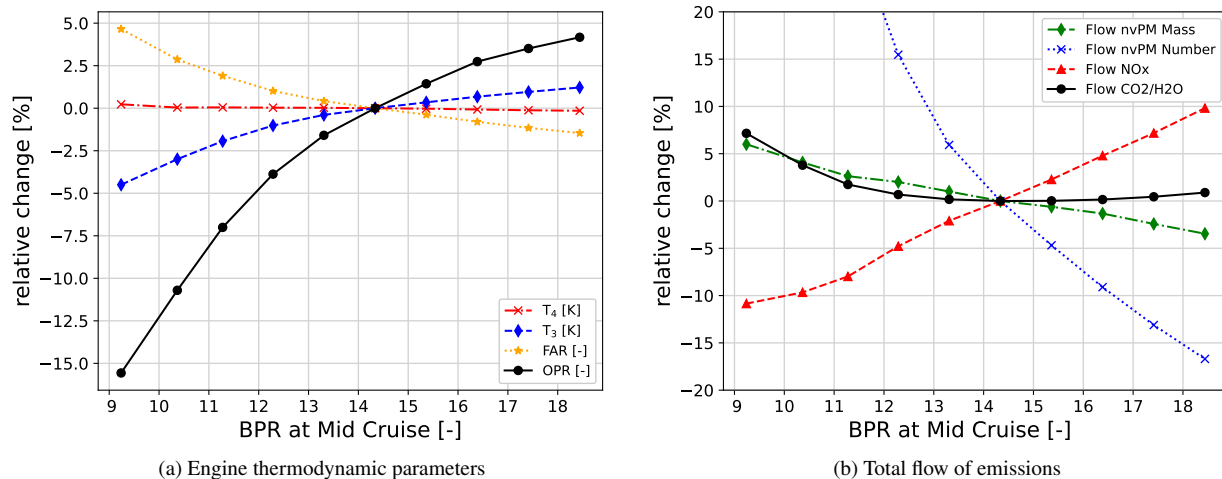 5.0
2.5
0.0
−2.5
−5.0
−7.5
−10.0
−12.5
−15.0
relative change [%]
T4 [K]
T3 [K]
FAR [-]
OPR [-]
9 10 11 12 13 14 15 16 17 18
BPR at Mid Cruise [-]
(a) Engine thermodynamic parameters
20
15
10
5
0
−5
−10
−15
−20
relative change [%]
Flow nvPM Mass
Flow nvPM Number
Flow NOx
Flow CO2/H2O
9 10 11 12 13 14 15 16 17 18
BPR at Mid Cruise [-]
(b) Total flow of emissions